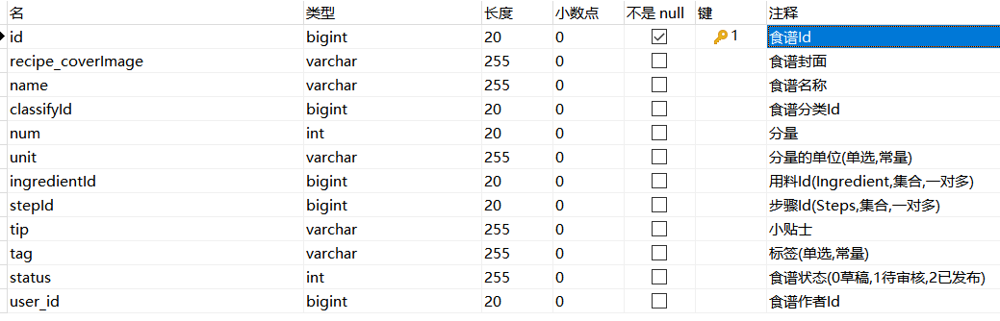 名 类型 长度 小数点 不是 null 键 注释
id bigint 20 0 1 食谱Id
recipe_coverImage varchar 255 0 食谱封面
name varchar 255 0 食谱名称
classifyId bigint 20 0 食谱分类Id
num int 20 0 分量
unit varchar 255 0 分量的单位(单选,常量)
ingredientId bigint 20 0 用料Id(Ingredient,集合,一对多)
stepId bigint 20 0 步骤Id(Steps,集合,一对多)
tip varchar 255 0 小贴士
tag varchar 255 0 标签(单选,常量)
status int 255 0 食谱状态(0草稿,1待审核,2已发布)
user_id bigint 20 0 食谱作者Id